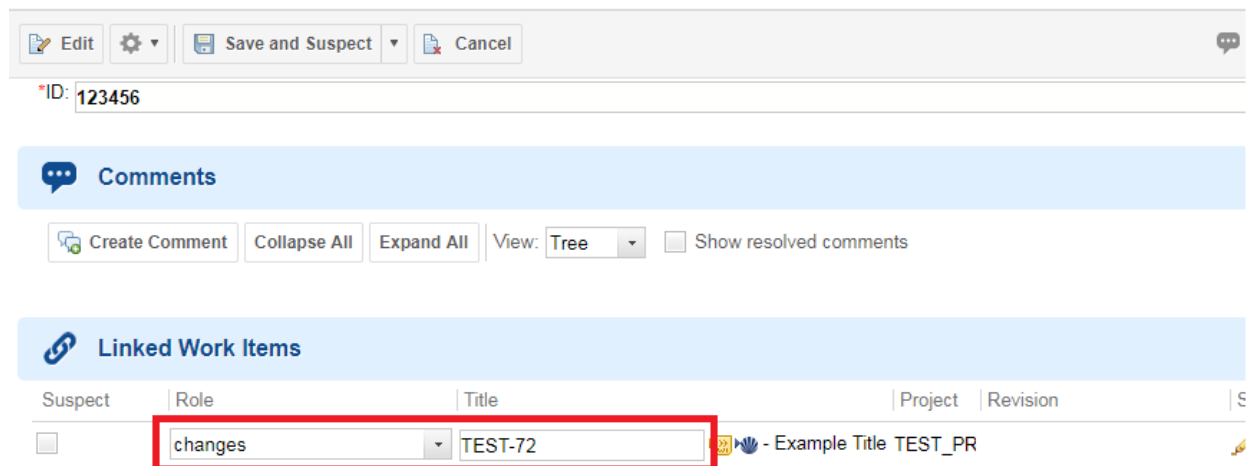 Edit Save and Suspect Cancel
*ID: 123456
Comments
Create Comment Collapse All Expand All View: Tree Show resolved comments
Linked Work Items
Suspect Role Title Project Revision S
changes TEST-72 - Example Title TEST_PR